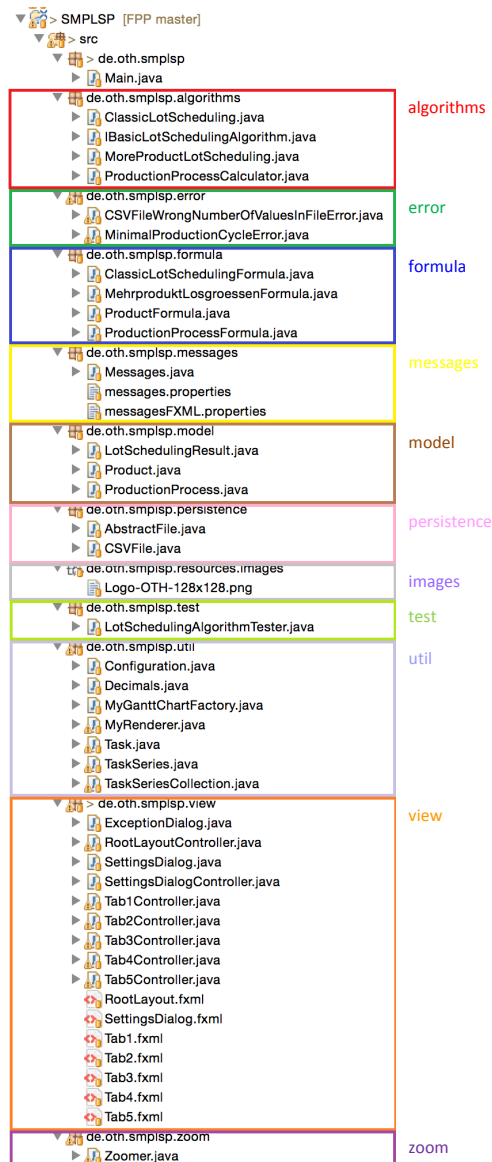 > SMPLSP [FPP master]
> src
> de.oth.smplsp
Main.java
de.oth.smplsp.algorithms
algorithms
ClassicLotScheduling.java
IBasicLotSchedulingAlgorithm.java
MoreProductLotScheduling.java
ProductionProcessCalculator.java
de.oth.smplsp.error
error
CSVFileWrongNumberOfValuesInFileError.java
MinimalProductionCycleError.java
de.oth.smplsp.formula
formula
ClassicLotSchedulingFormula.java
MehrproduktLosgroessenFormula.java
ProductFormula.java
ProductionProcessFormula.java
de.oth.smplsp.messages
messages
Messages.java
messages.properties
messagesFXML.properties
de.oth.smplsp.model
model
LotSchedulingResult.java
Product.java
ProductionProcess.java
de.oth.smplsp.persistence
persistence
AbstractFile.java
CSVFile.java
de.oth.smplsp.resources.images
images
Logo-OTH-128x128.png
de.oth.smplsp.test
test
LotSchedulingAlgorithmTester.java
de.oth.smplsp.util
util
Configuration.java
Decimals.java
MyGanttChartFactory.java
MyRenderer.java
Task.java
TaskSeries.java
TaskSeriesCollection.java
> de.oth.smplsp.view
view
ExceptionDialog.java
RootLayoutController.java
SettingsDialog.java
SettingsDialogController.java
Tab1Controller.java
Tab2Controller.java
Tab3Controller.java
Tab4Controller.java
Tab5Controller.java
RootLayout.fxml
SettingsDialog.fxml
Tab1.fxml
Tab2.fxml
Tab3.fxml
Tab4.fxml
Tab5.fxml
de.oth.smplsp.zoom
zoom
Zoomer.java